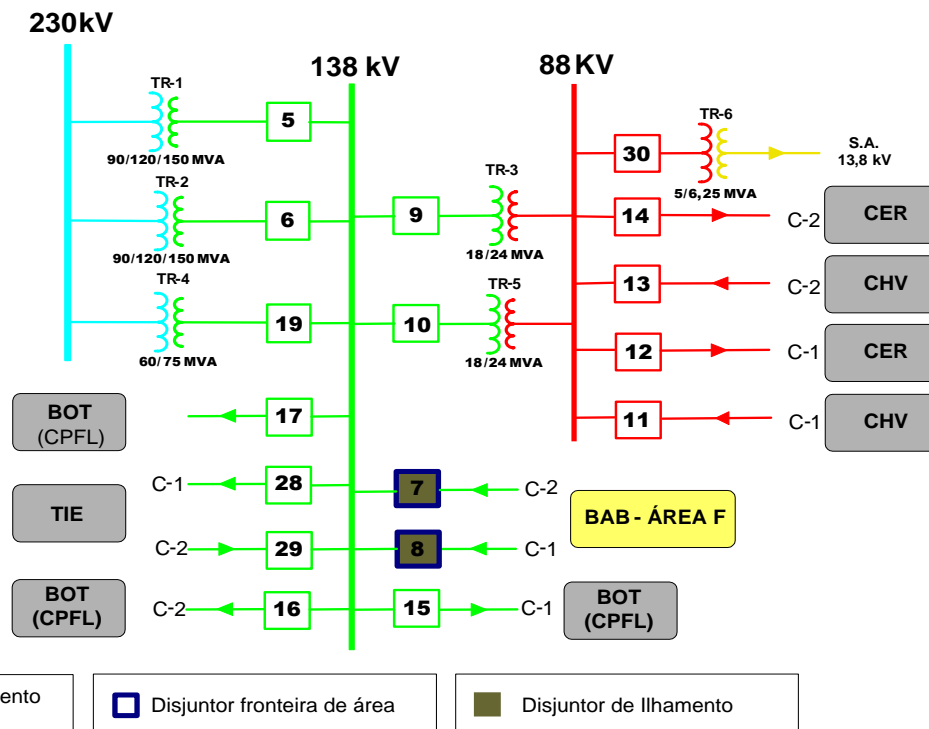 230kV
138 kV
88KV
TR-1
5
90/120/150 MVA
TR-2
6
90/120/150 MVA
TR-4
19
60/75 MVA
9
TR-3
18/24 MVA
10
TR-5
18/24 MVA
30
TR-6
5/6,25 MVA
S.A.
13,8 kV
14
C-2
CER
13
C-2
CHV
12
C-1
CER
11
C-1
CHV
BOT
(CPFL)
17
TIE
C-1
28
C-2
29
7
C-2
8
C-1
BAB - ÁREA F
BOT
(CPFL)
C-2
16
15
C-1
BOT
(CPFL)
ento
Disjuntor fronteira de área
Disjuntor de Ilhamento